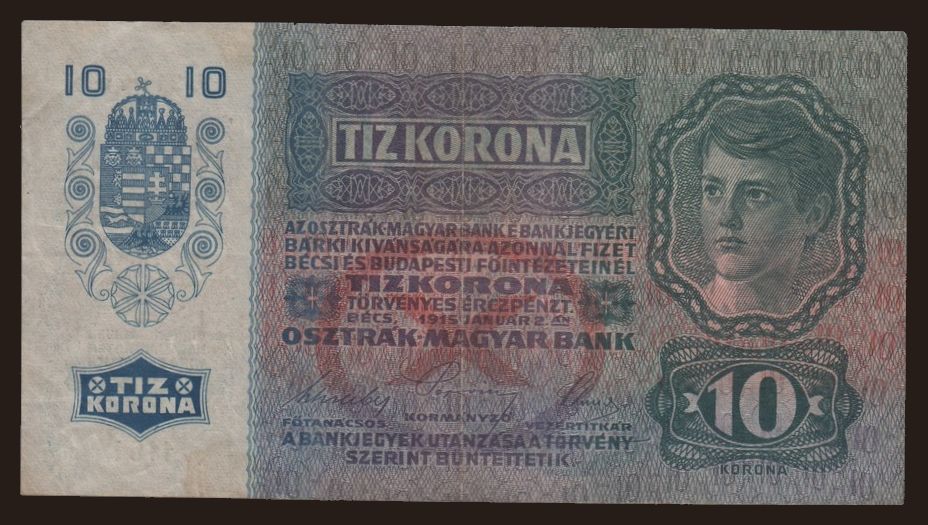 10 10
TIZ KORONA
AZ OSZTRÁK-MAGYAR BANK E BANKJEGYÉRT
BÁRKI KÍVÁNSÁGÁRA AZONNAL FIZET
BÉCSI ÉS BUDAPESTI FŐINTÉZETEINÉL
TIZ KORONA
TÖRVÉNYES ÉRCZPÉNZT.
BÉCS, 1915 JANUÁR 2.ÁN
OSZTRÁK-MAGYAR BANK
FŐTANÁCSOS KORMÁNYZÓ VEZÉRTITKÁR
A BANKJEGYEK UTÁNZÁSA A TÖRVÉNY
SZERINT BÜNTETTETIK.
TIZ
KORONA
10
KORONA